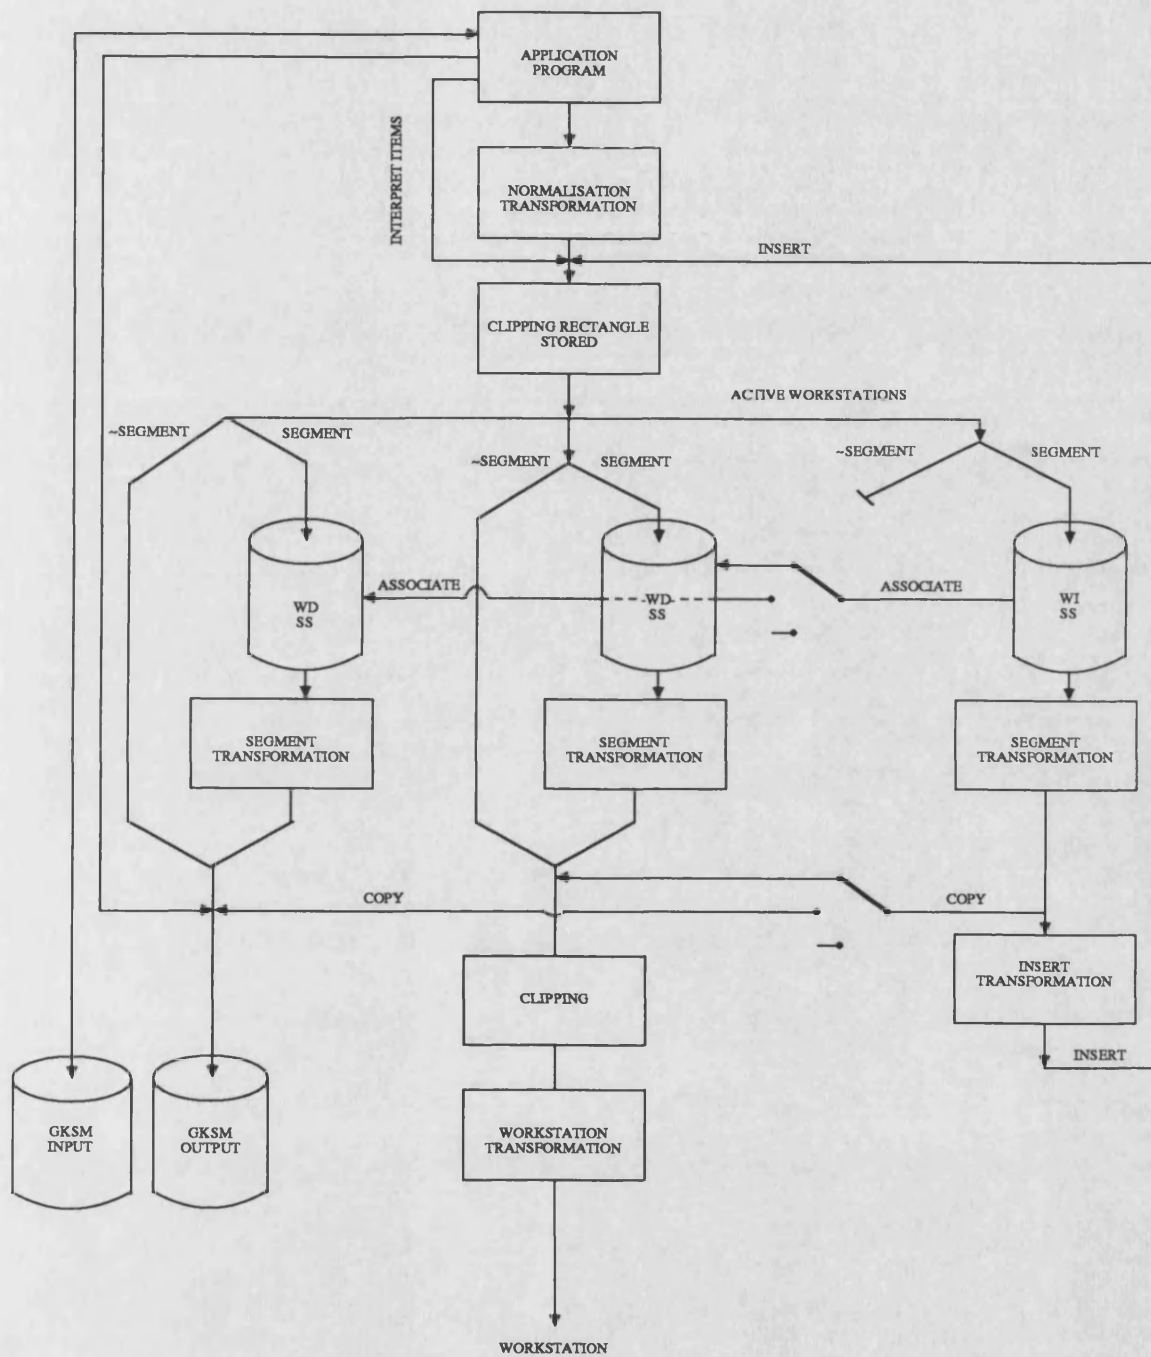 APPLICATION
PROGRAM
INTERPRET ITEMS
NORMALISATION
TRANSFORMATION
INSERT
CLIPPING RECTANGLE
STORED
ACTIVE WORKSTATIONS
~SEGMENT
SEGMENT
~SEGMENT
SEGMENT
~SEGMENT
SEGMENT
ASSOCIATE
ASSOCIATE
WD
SS
WD
SS
WI
SS
SEGMENT
TRANSFORMATION
SEGMENT
TRANSFORMATION
SEGMENT
TRANSFORMATION
COPY
COPY
INSERT
TRANSFORMATION
CLIPPING
INSERT
GKSM
INPUT
GKSM
OUTPUT
WORKSTATION
TRANSFORMATION
WORKSTATION